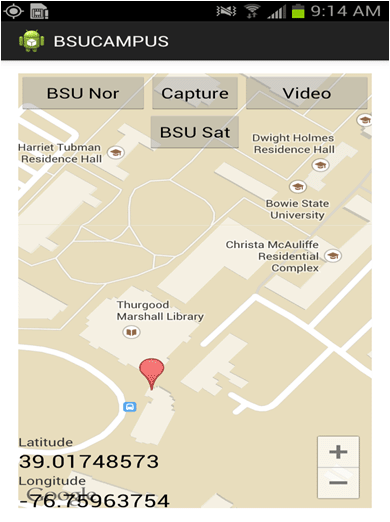 9:14 AM
BSUCAMPUS
BSU Nor
Capture
Video
BSU Sat
Harriet Tubman
Residence Hall
Dwight Holmes
Residence Hall
Bowie State
University
Christa McAuliffe
Residential
Complex
Thurgood
Marshall Library
Latitude
39.01748573
Longitude
-76.75963754
Google
+
−